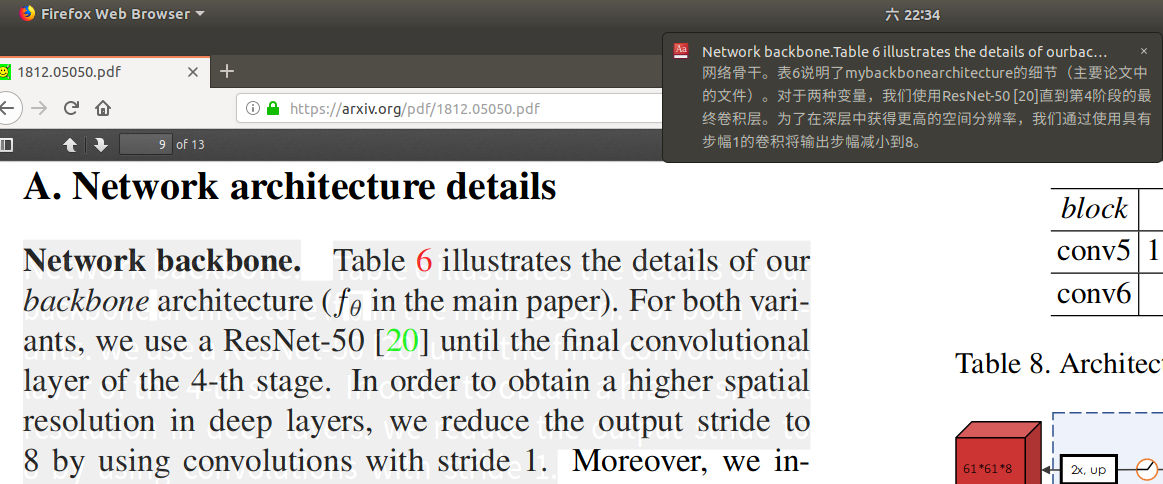 Firefox Web Browser
六 22:34
1812.05050.pdf
https://arxiv.org/pdf/1812.05050.pdf
9 of 13
Network backbone.Table 6 illustrates the details of ourbac…
网络骨干。表6说明了mybackbonearchitecture的细节（主要论文中
的文件）。对于两种变量，我们使用ResNet-50 [20]直到第4阶段的最
终卷积层。为了在深层中获得更高的空间分辨率，我们通过使用具有
步幅1的卷积将输出步幅减小到8。
A. Network architecture details
Network backbone. Table 6 illustrates the details of our
backbone architecture (fθ in the main paper). For both vari-
ants, we use a ResNet-50 [20] until the final convolutional
layer of the 4-th stage. In order to obtain a higher spatial
resolution in deep layers, we reduce the output stride to
8 by using convolutions with stride 1. Moreover, we in-
block
conv5 1
conv6
Table 8. Architec
61*61*8
2x, up